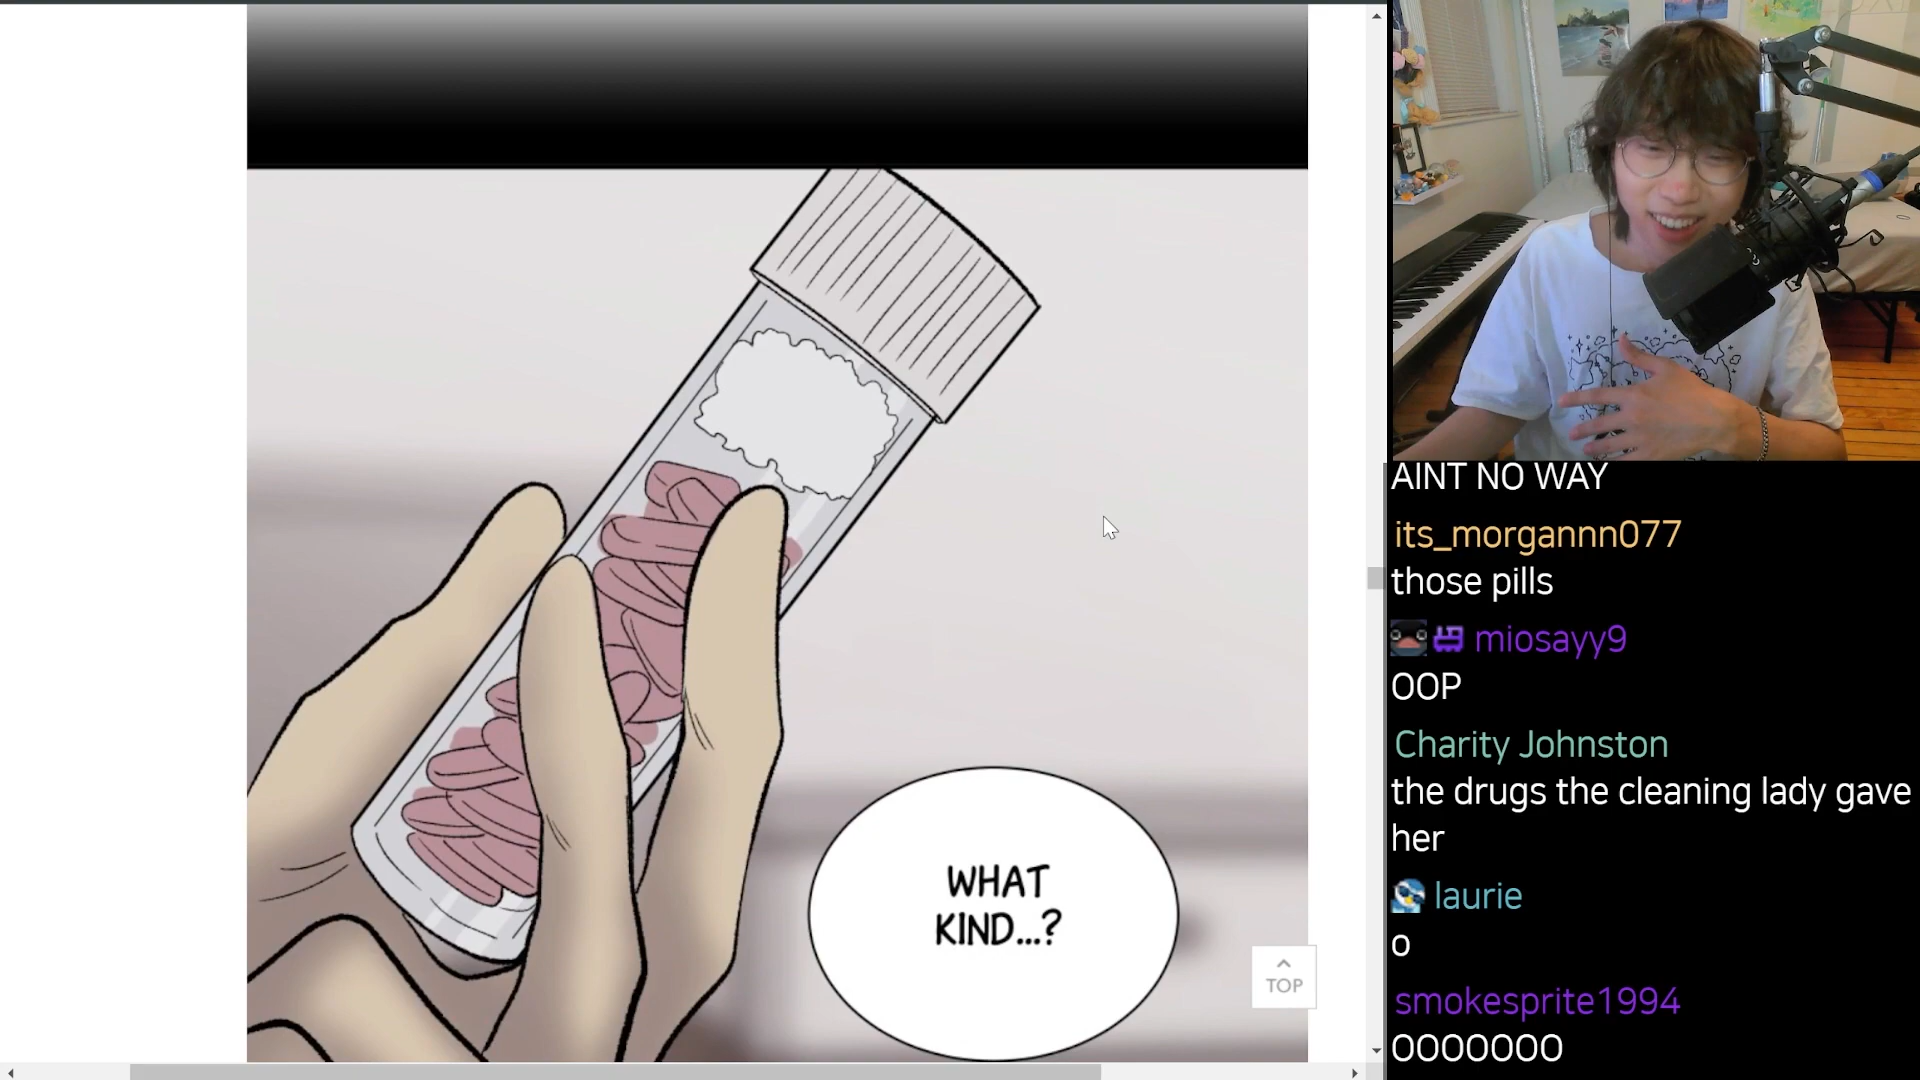 WHAT
KIND...?
TOP
AINT NO WAY
its_morgannn077
those pills
miosayy9
OOP
Charity Johnston
the drugs the cleaning lady gave
her
laurie
o
smokesprite1994
OOOOOOO